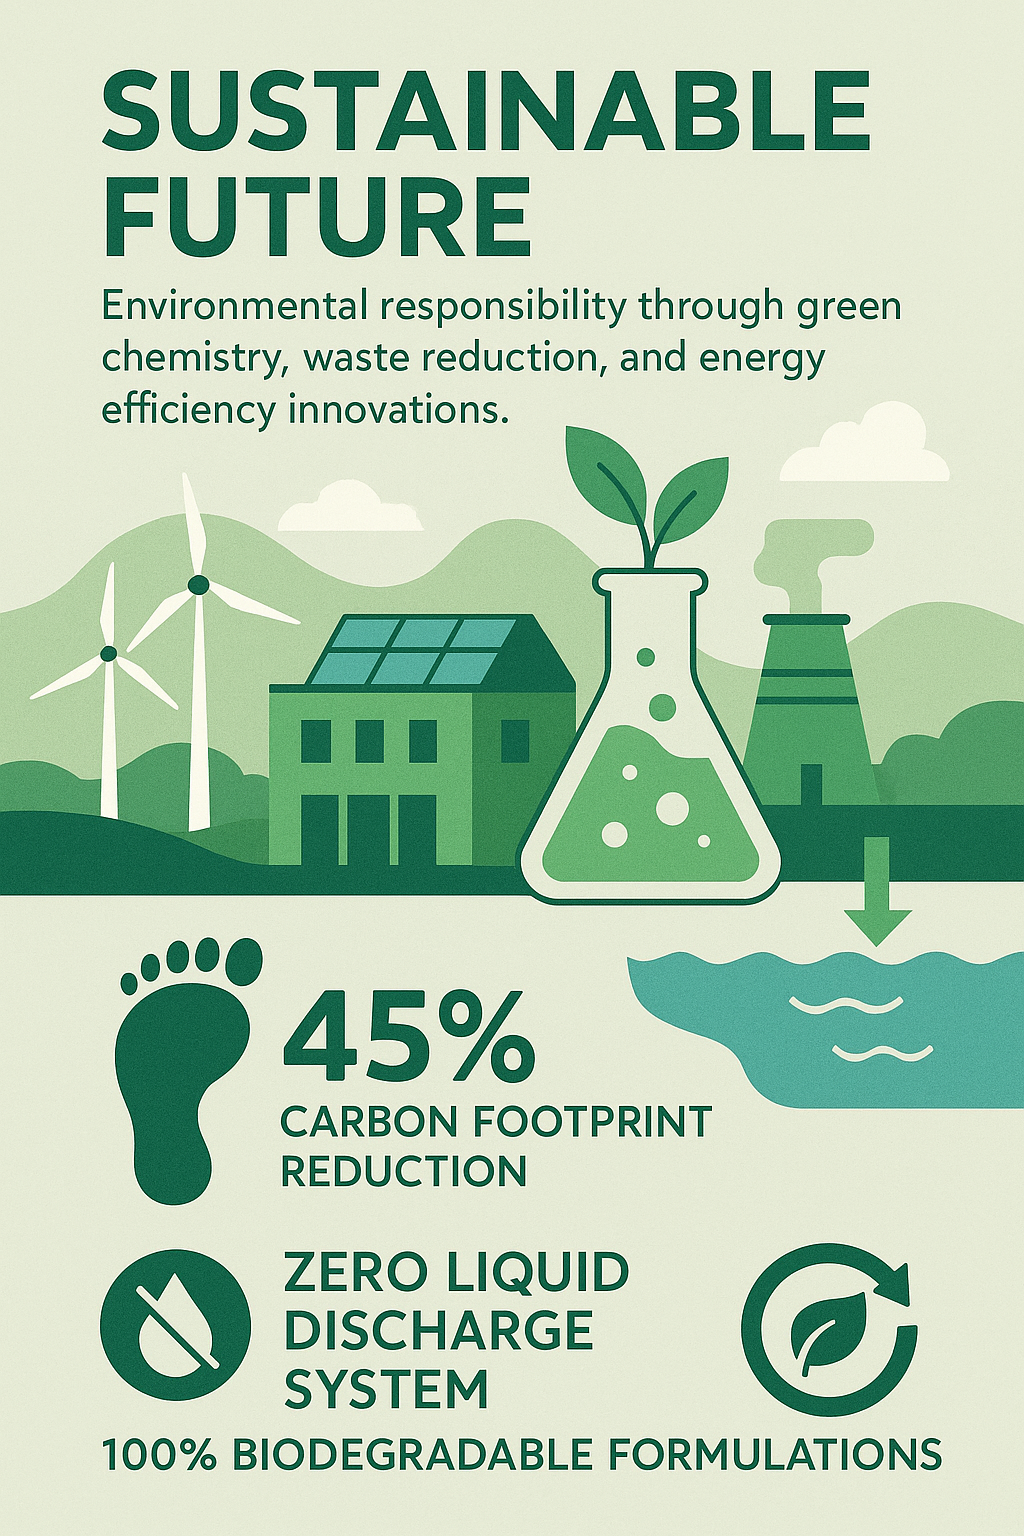 SUSTAINABLE
FUTURE
Environmental responsibility through green
chemistry, waste reduction, and energy
efficiency innovations.
45%
CARBON FOOTPRINT
REDUCTION
ZERO LIQUID
DISCHARGE
SYSTEM
100% BIODEGRADABLE FORMULATIONS